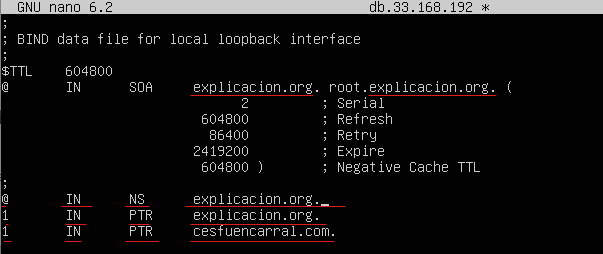 GNU nano 6.2 db.33.168.192 *
;
; BIND data file for local loopback interface
;
$TTL 604800
@ IN SOA explicacion.org. root.explicacion.org. (
2 ; Serial
604800 ; Refresh
86400 ; Retry
2419200 ; Expire
604800 ) ; Negative Cache TTL
;
@ IN NS explicacion.org.
1 IN PTR explicacion.org.
1 IN PTR cesfuencarral.com.